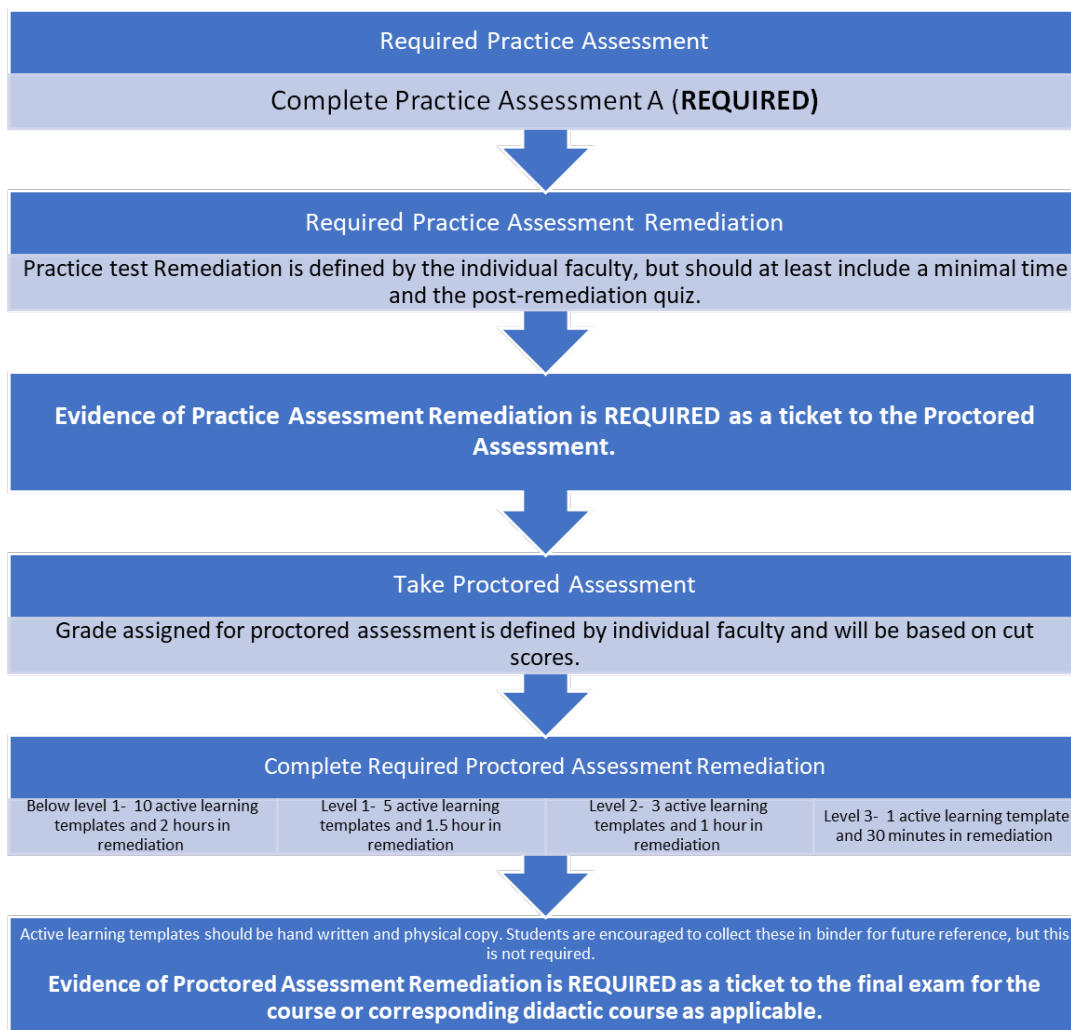 Required Practice Assessment
Complete Practice Assessment A (REQUIRED)
Required Practice Assessment Remediation
Practice test Remediation is defined by the individual faculty, but should at least include a minimal time
and the post-remediation quiz.
Evidence of Practice Assessment Remediation is REQUIRED as a ticket to the Proctored
Assessment.
Take Proctored Assessment
Grade assigned for proctored assessment is defined by individual faculty and will be based on cut
scores.
Complete Required Proctored Assessment Remediation
Below level 1- 10 active learning
templates and 2 hours in
remediation
Level 1- 5 active learning
templates and 1.5 hour in
remediation
Level 2- 3 active learning
templates and 1 hour in
remediation
Level 3- 1 active learning template
and 30 minutes in remediation
Active learning templates should be hand written and physical copy. Students are encouraged to collect these in binder for future reference, but this
is not required.
Evidence of Proctored Assessment Remediation is REQUIRED as a ticket to the final exam for the
course or corresponding didactic course as applicable.